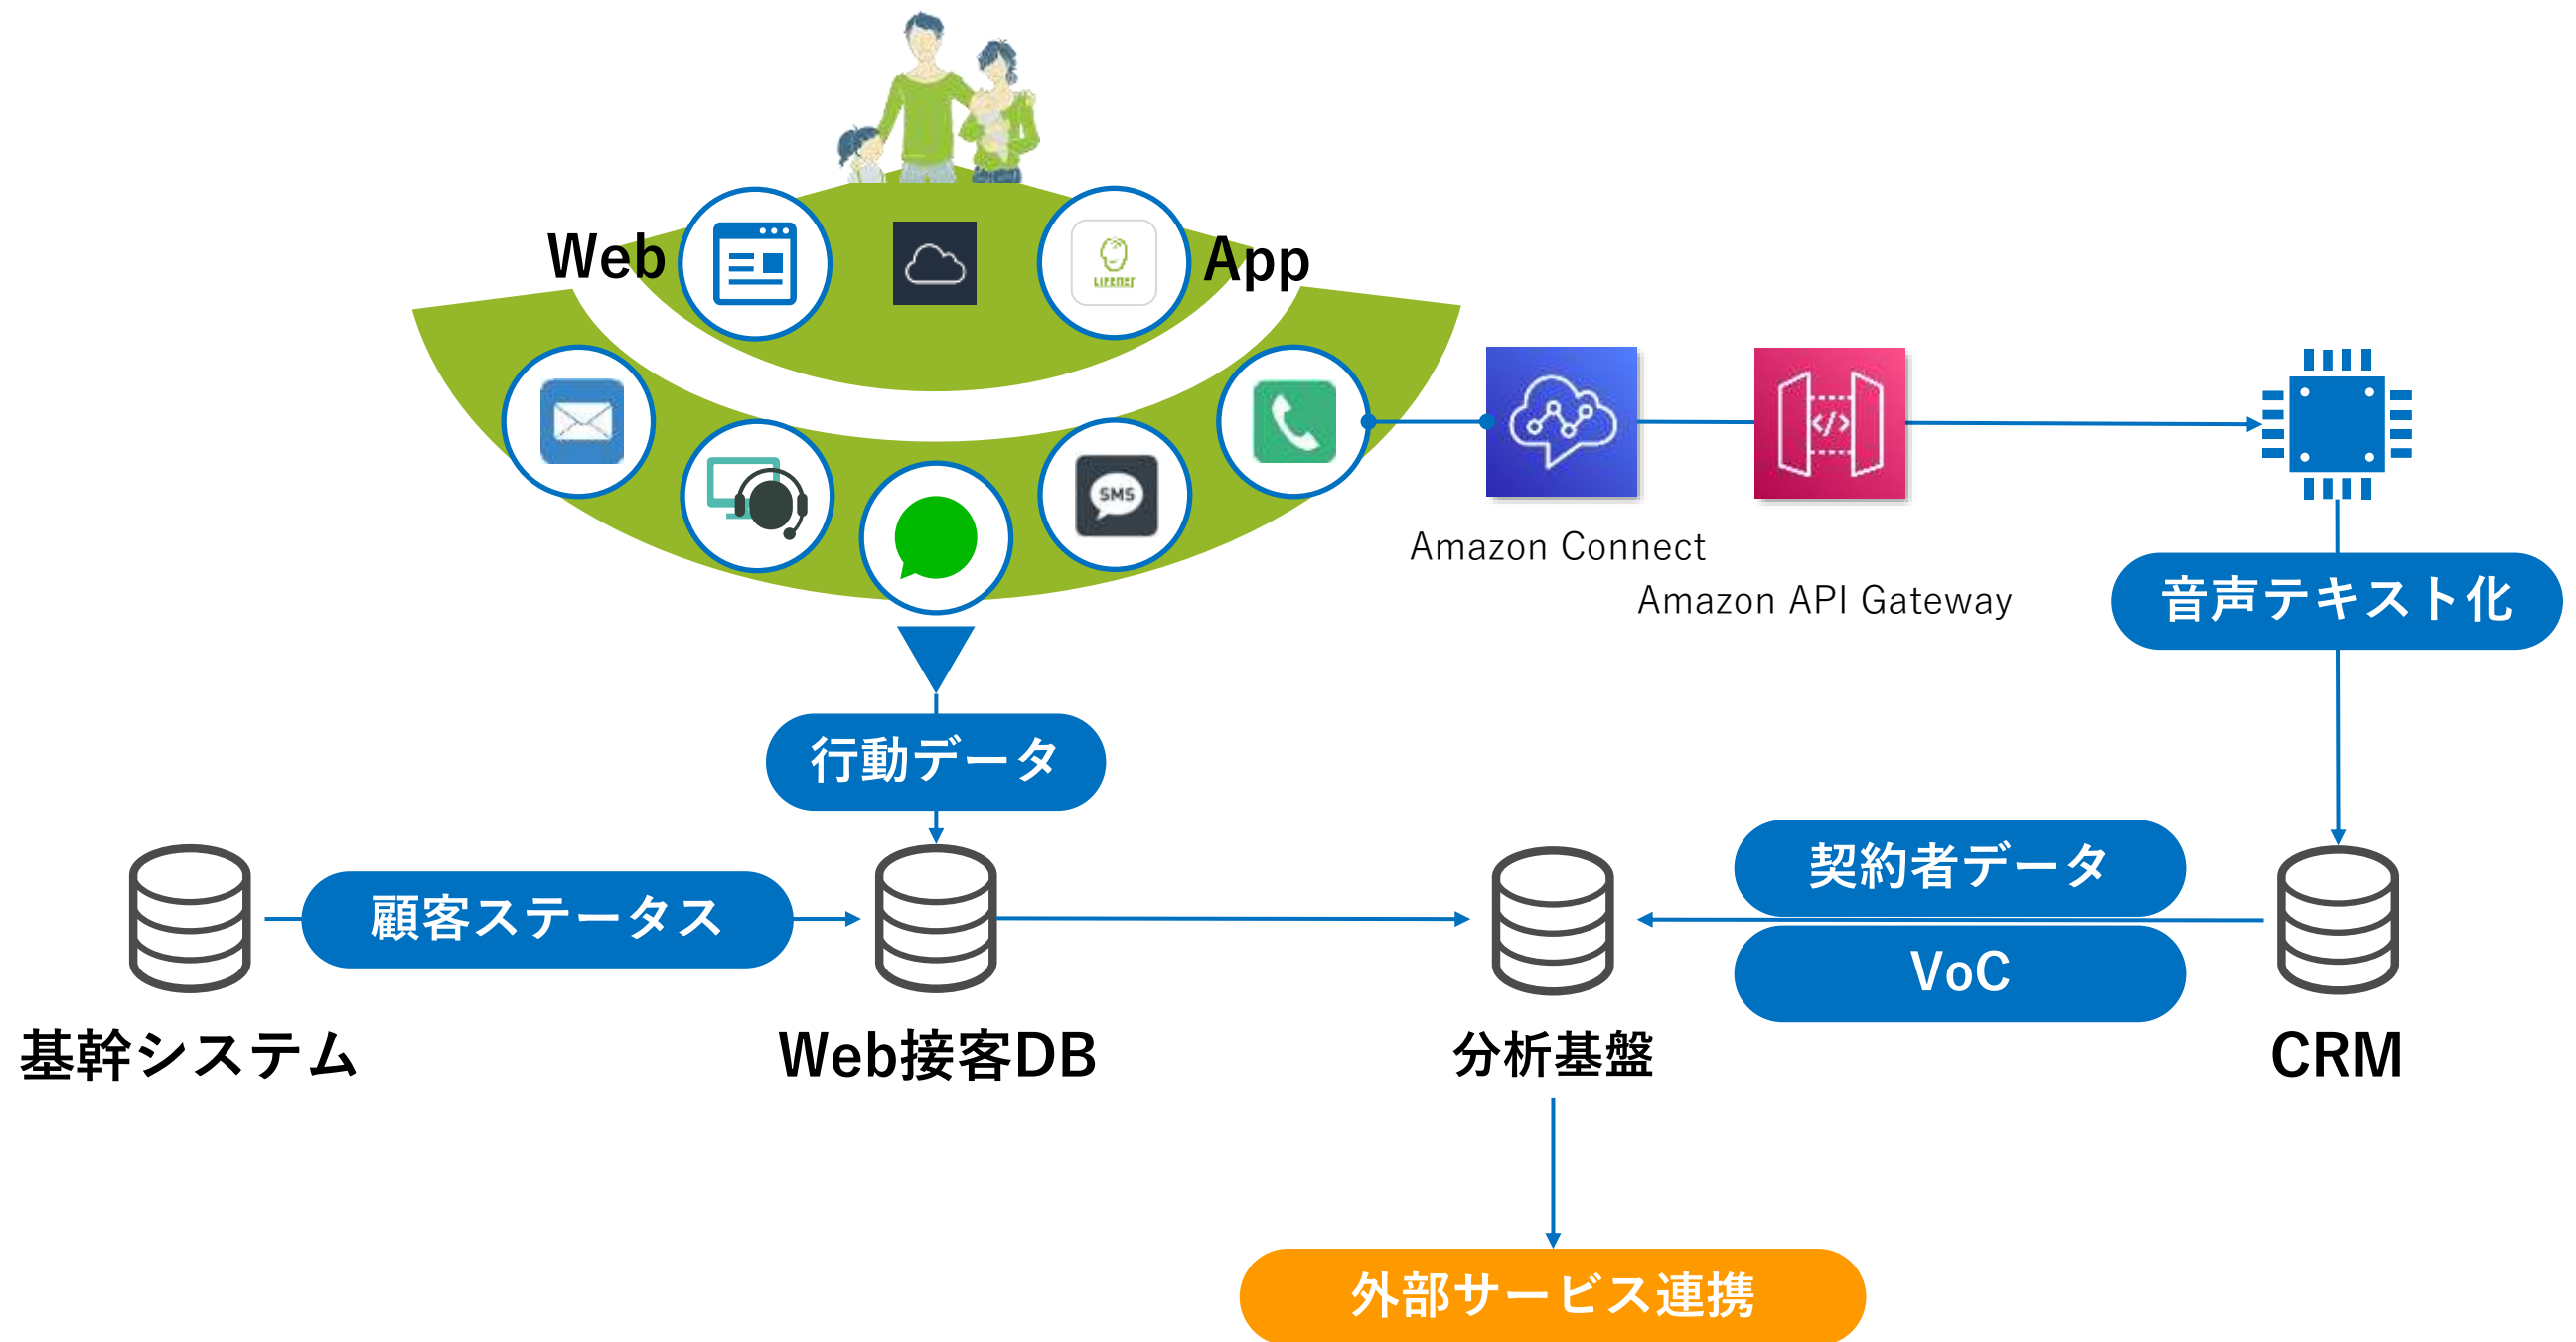 Web
App
LIFENET
SMS
</>
Amazon Connect
Amazon API Gateway
音声テキスト化
行動データ
顧客ステータス
契約者データ
VoC
基幹システム
Web接客DB
分析基盤
CRM
外部サービス連携